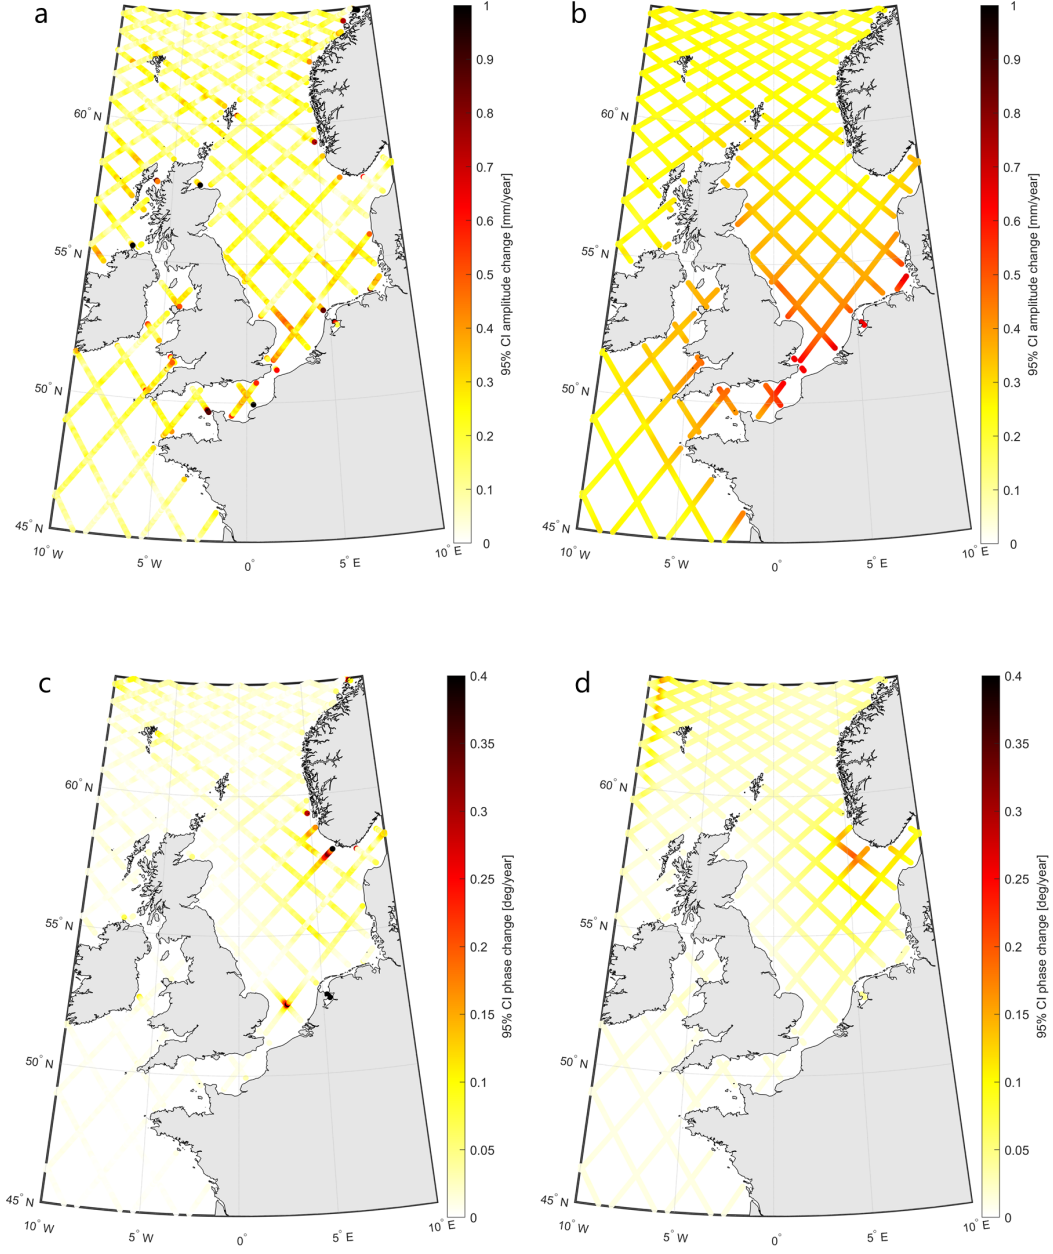 a
60° N
55° N
50° N
45° N
10° W
5° W
0°
5° E
10° E
1
0.9
0.8
0.7
0.6
0.5
0.4
0.3
0.2
0.1
0
95% CI amplitude change [mm/year]
b
60° N
55° N
50° N
45° N
10° W
5° W
0°
5° E
10° E
1
0.9
0.8
0.7
0.6
0.5
0.4
0.3
0.2
0.1
0
95% CI amplitude change [mm/year]
c
60° N
55° N
50° N
45° N
10° W
5° W
0°
5° E
10° E
0.4
0.35
0.3
0.25
0.2
0.15
0.1
0.05
0
95% CI phase change [deg/year]
d
60° N
55° N
50° N
45° N
10° W
5° W
0°
5° E
10° E
0.4
0.35
0.3
0.25
0.2
0.15
0.1
0.05
0
95% CI phase change [deg/year]